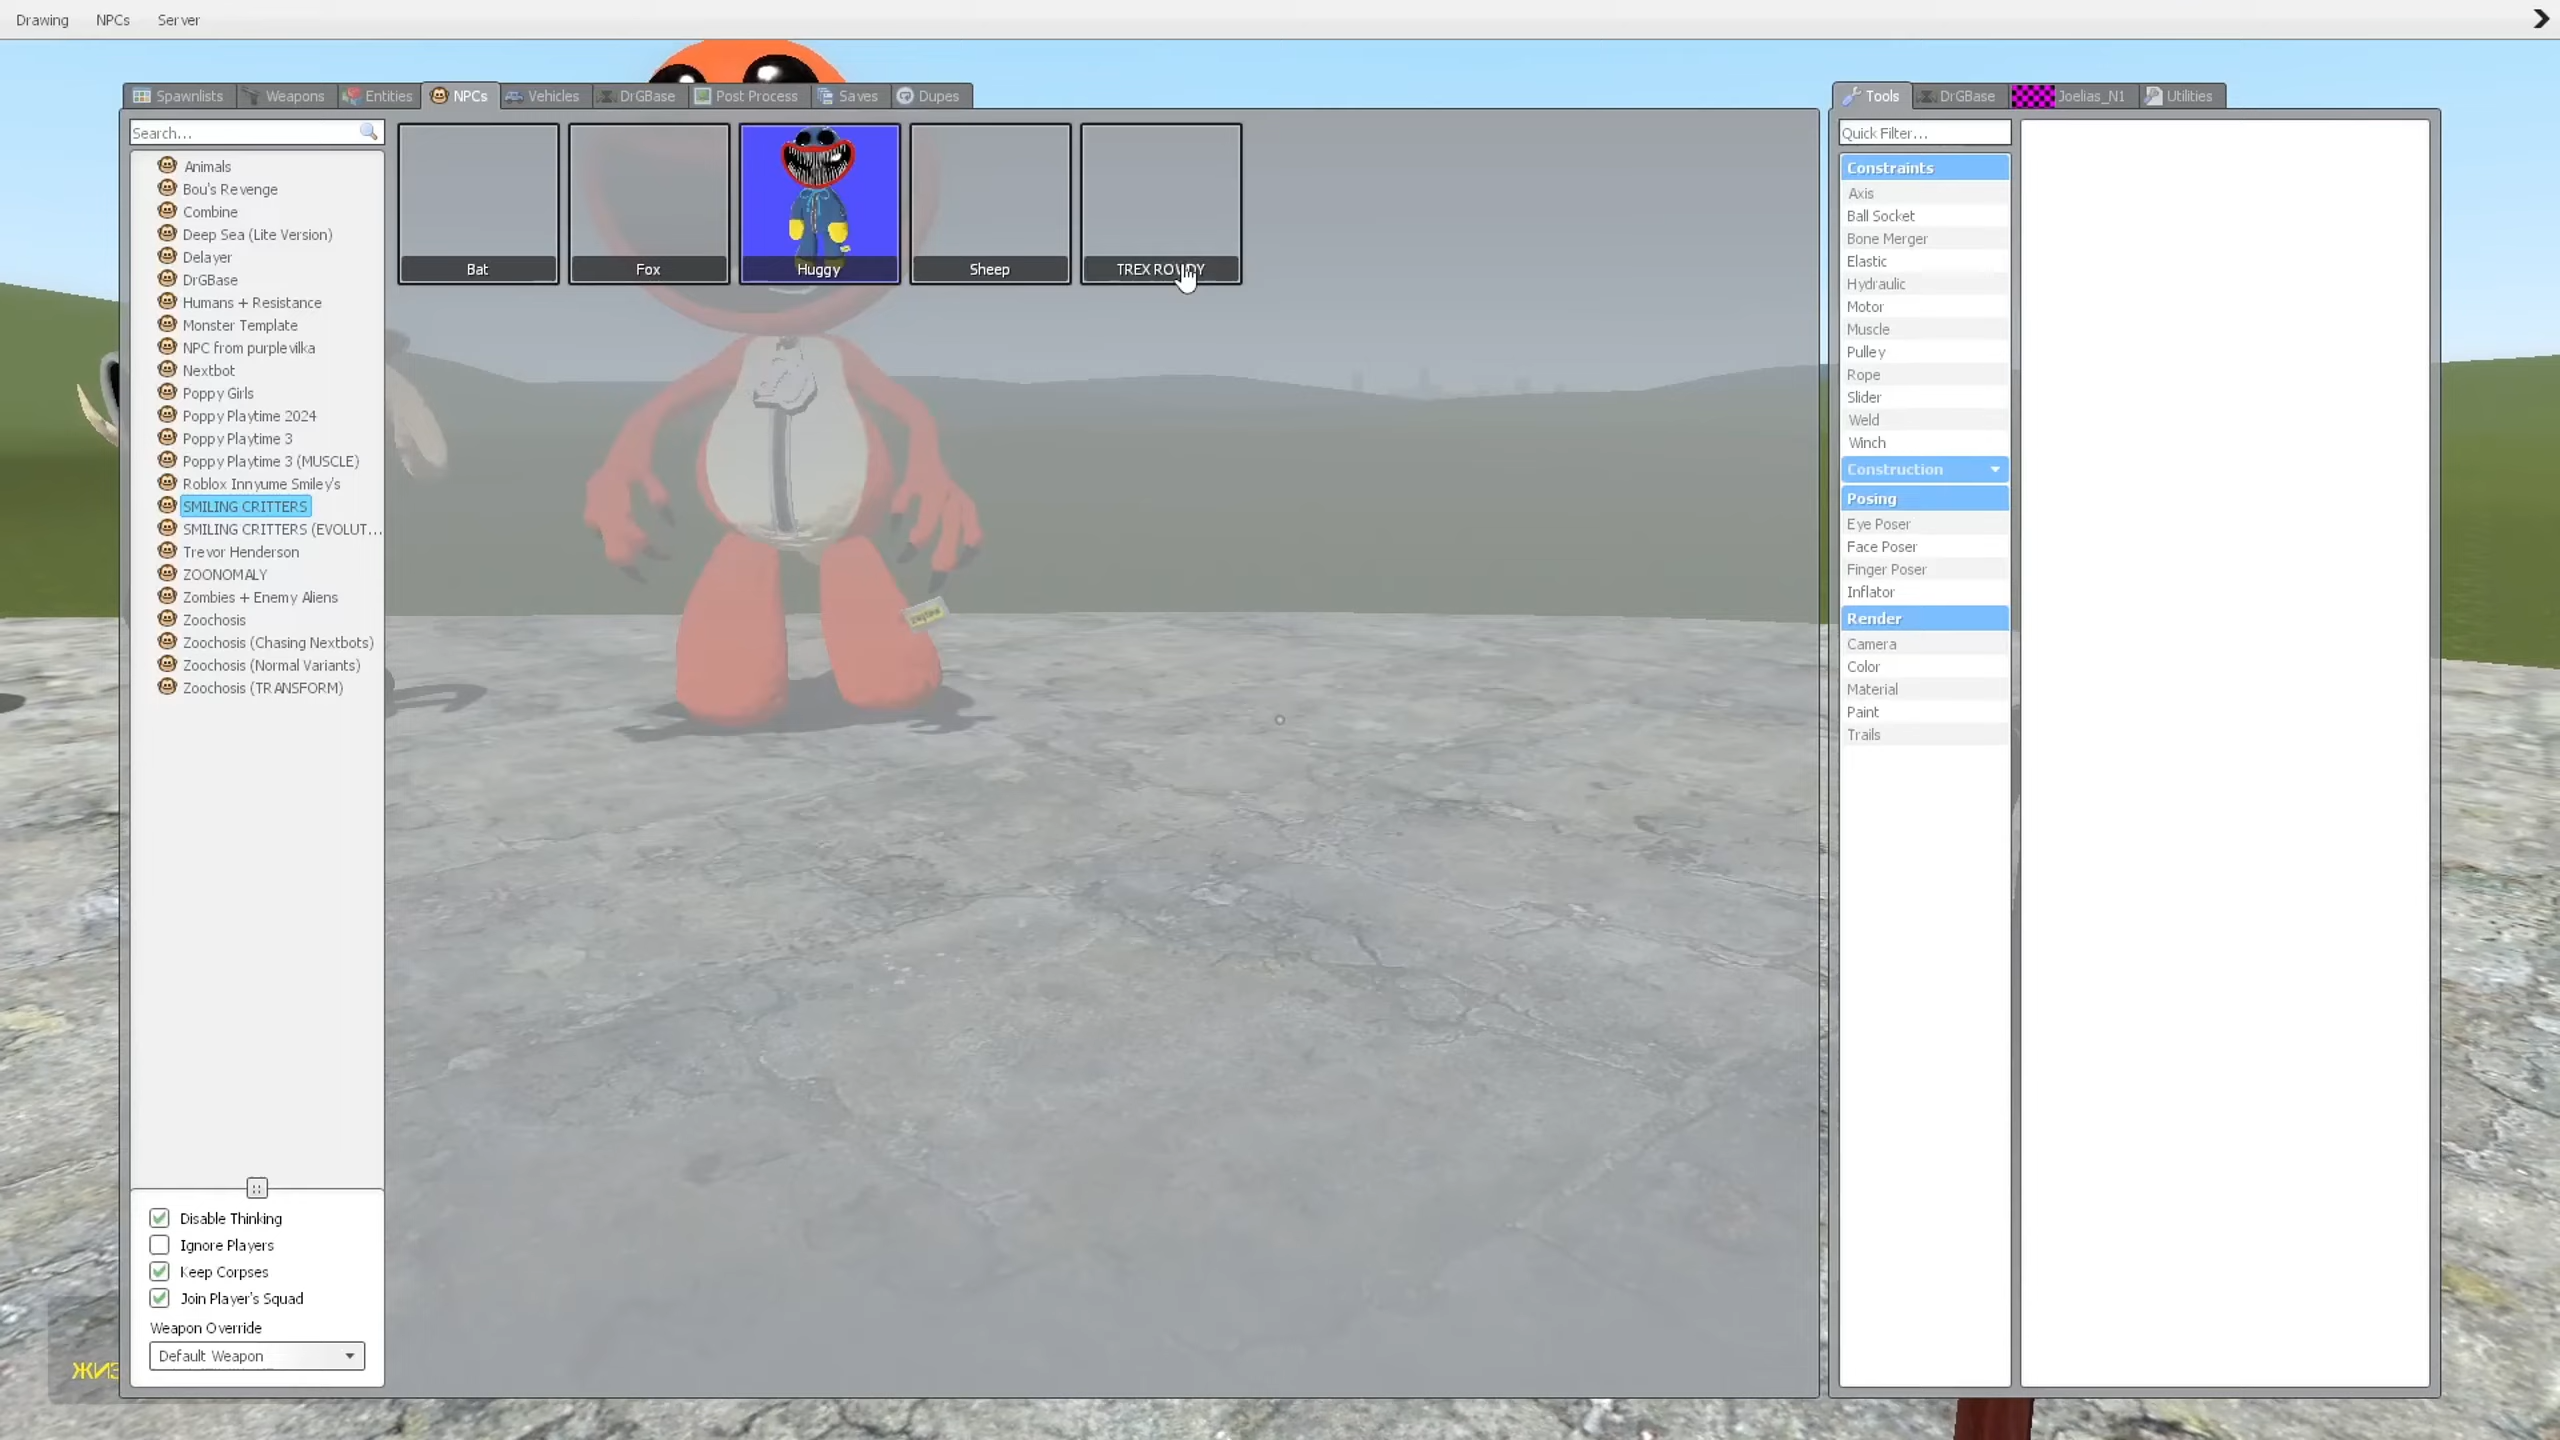 Drawing NPCs Server
Spawnlists Weapons Entities NPCs Vehicles DrGBase Post Process Saves Dupes
Search...
Animals
Bou's Revenge
Combine
Deep Sea (Lite Version)
Delayer
DrGBase
Humans + Resistance
Monster Template
NPC from purplevilka
Nextbot
Poppy Girls
Poppy Playtime 2024
Poppy Playtime 3
Poppy Playtime 3 (MUSCLE)
Roblox Innyume Smiley's
SMILING CRITTERS
SMILING CRITTERS (EVOLUT...
Trevor Henderson
ZOONOMALY
Zombies + Enemy Aliens
Zoochosis
Zoochosis (Chasing Nextbots)
Zoochosis (Normal Variants)
Zoochosis (TRANSFORM)
Disable Thinking
Ignore Players
Keep Corpses
Join Player's Squad
Weapon Override
Default Weapon
ЖИЗ
Bat Fox Huggy Sheep TREX ROWDY
Tools DrGBase Joelias_N1 Utilities
Quick Filter...
Constraints
Axis
Ball Socket
Bone Merger
Elastic
Hydraulic
Motor
Muscle
Pulley
Rope
Slider
Weld
Winch
Construction
Posing
Eye Poser
Face Poser
Finger Poser
Inflator
Render
Camera
Color
Material
Paint
Trails